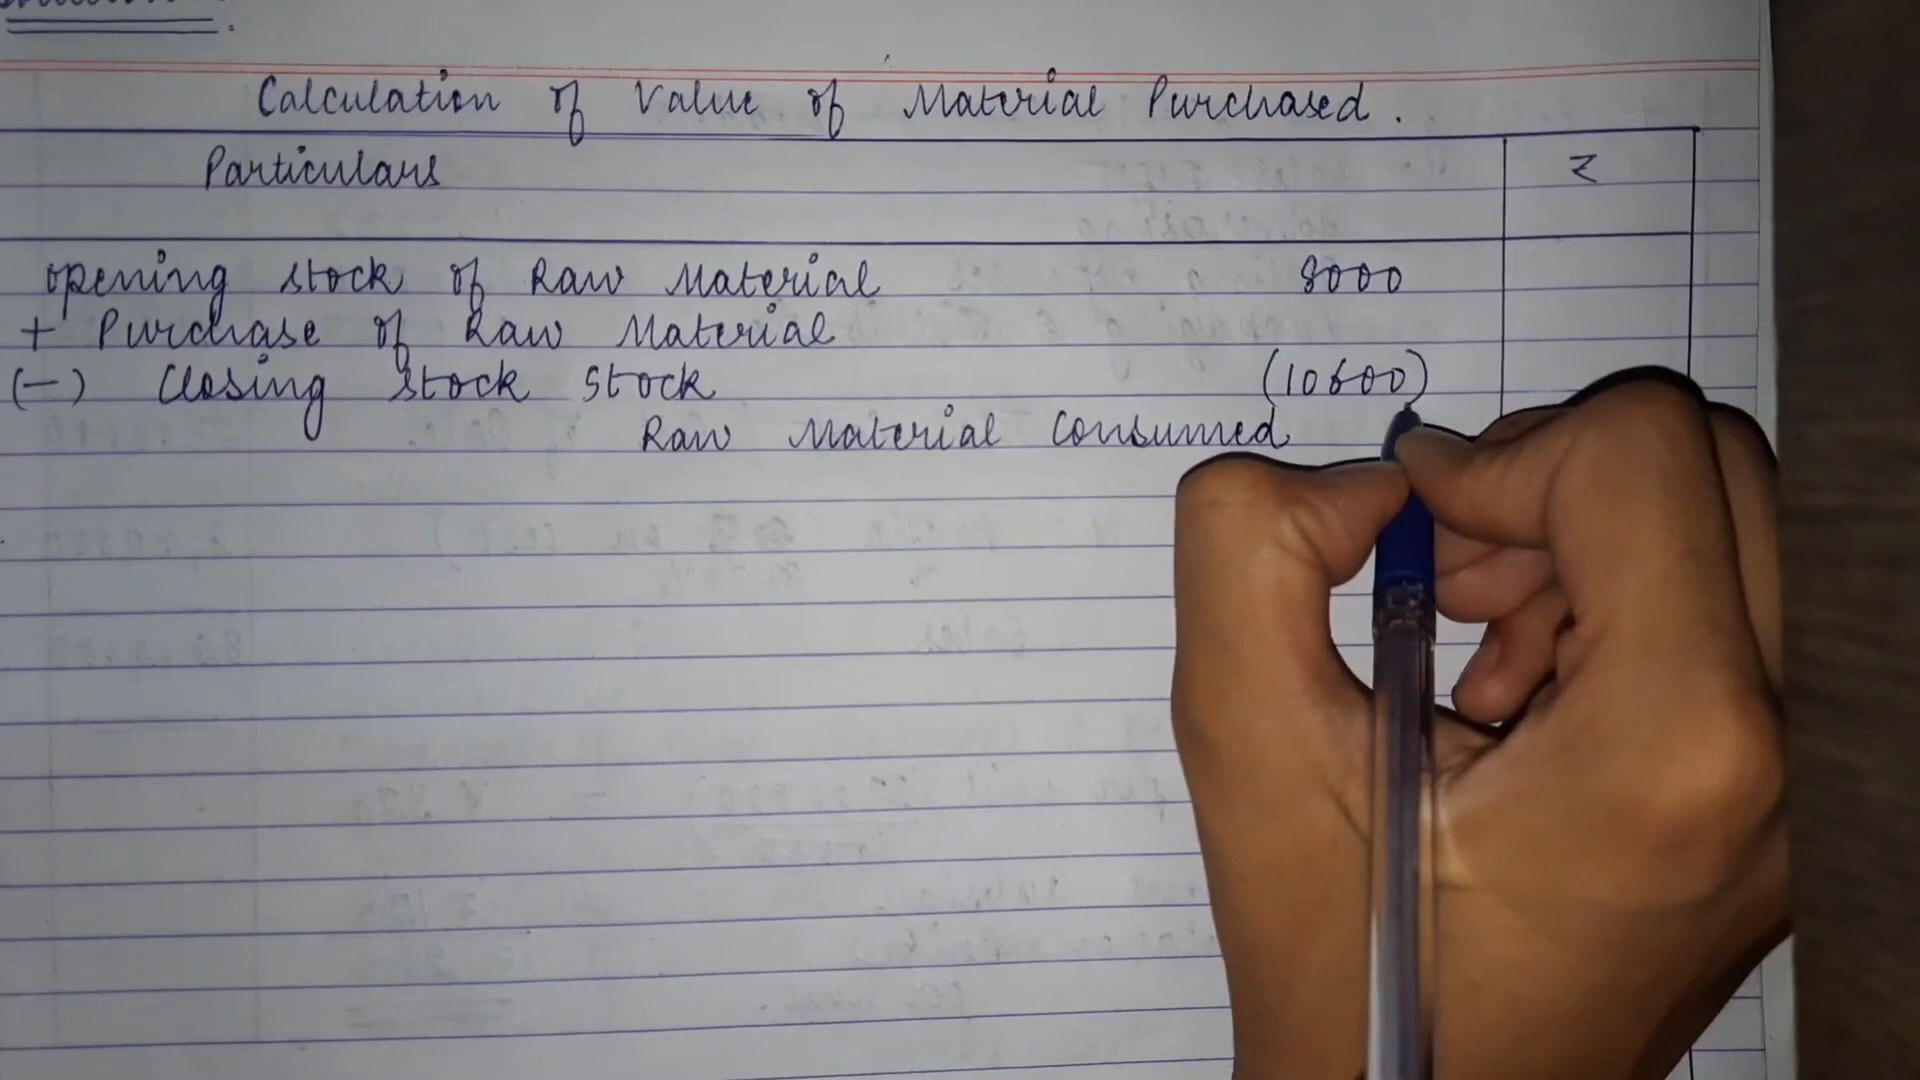 Calculation of Value of Material Purchased.
Particulars ₹
opening stock of Raw Material 8000
+ Purchase of Raw Material
(-) Closing stock stock (10600)
Raw Material Consumed